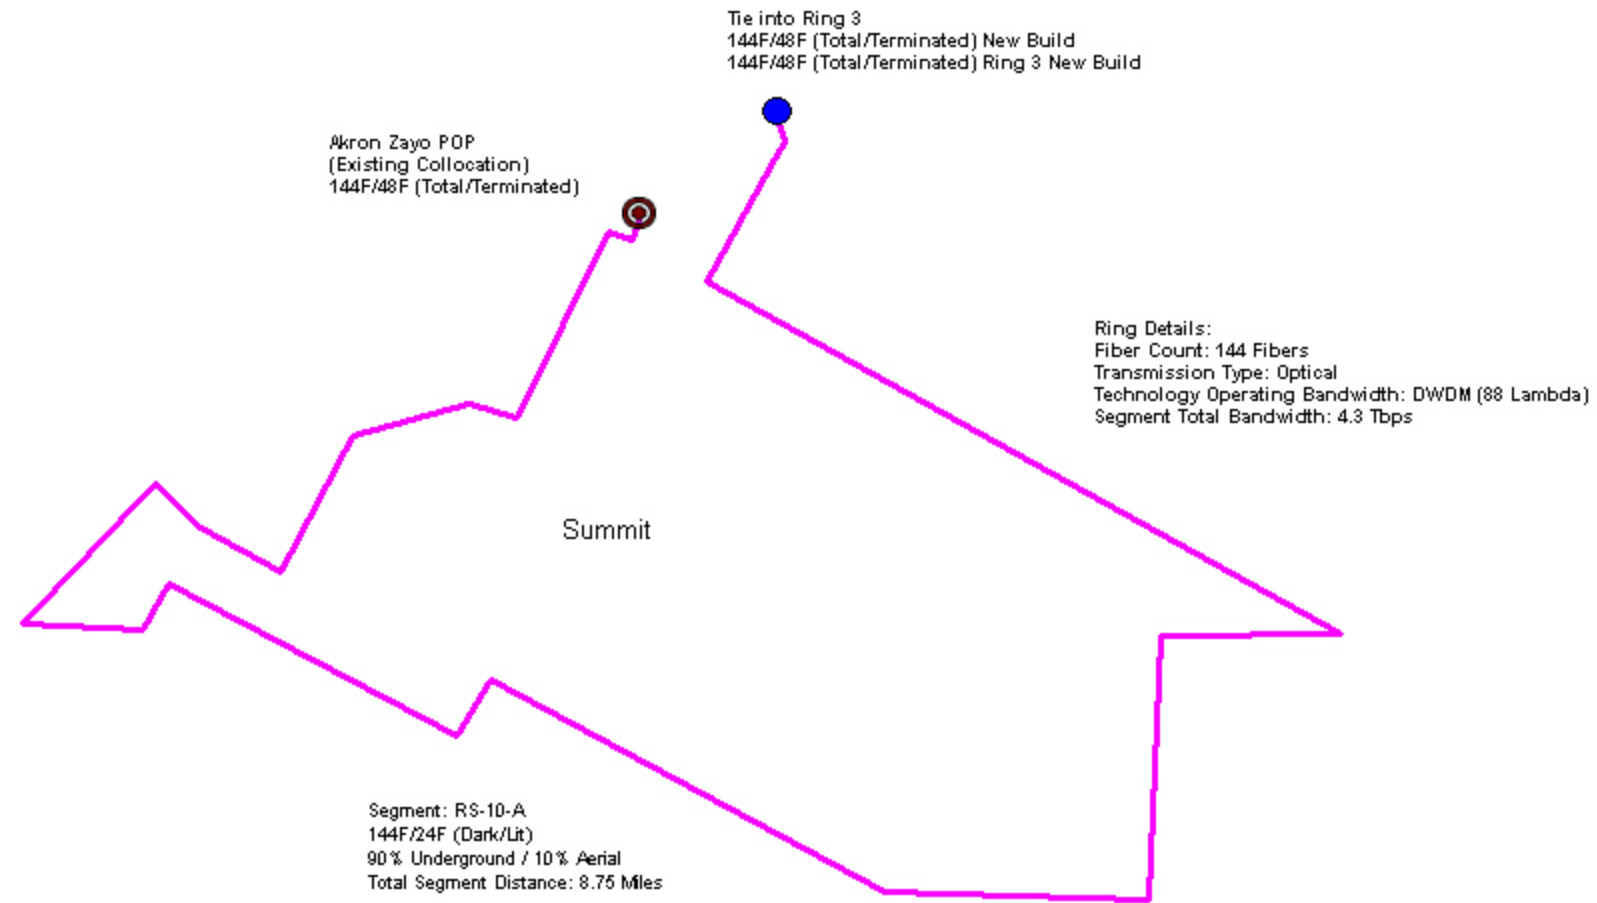 Tie into Ring 3
144F/48F (Total/Terminated) New Build
144F/48F (Total/Terminated) Ring 3 New Build
Akron Zayo POP
(Existing Collocation)
144F/48F (Total/Terminated)
Ring Details:
Fiber Count: 144 Fibers
Transmission Type: Optical
Technology Operating Bandwidth: DWDM (88 Lambda)
Segment Total Bandwidth: 4.3 Tbps
Summit
Segment: RS-10-A
144F/24F (Dark/Lit)
90% Underground / 10% Aerial
Total Segment Distance: 8.75 Miles